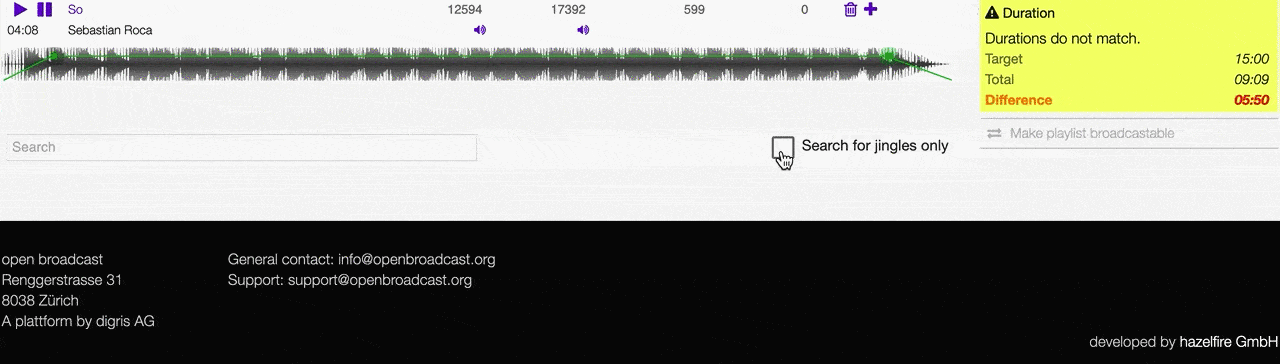 So 12594 17392 599 0
04:08 Sebastian Roca
Search
Search for jingles only
Duration
Durations do not match.
Target 15:00
Total 09:09
Difference 05:50
Make playlist broadcastable
open broadcast
Renggerstrasse 31
8038 Zürich
A plattform by digris AG
General contact: info@openbroadcast.org
Support: support@openbroadcast.org
developed by hazelfire GmbH